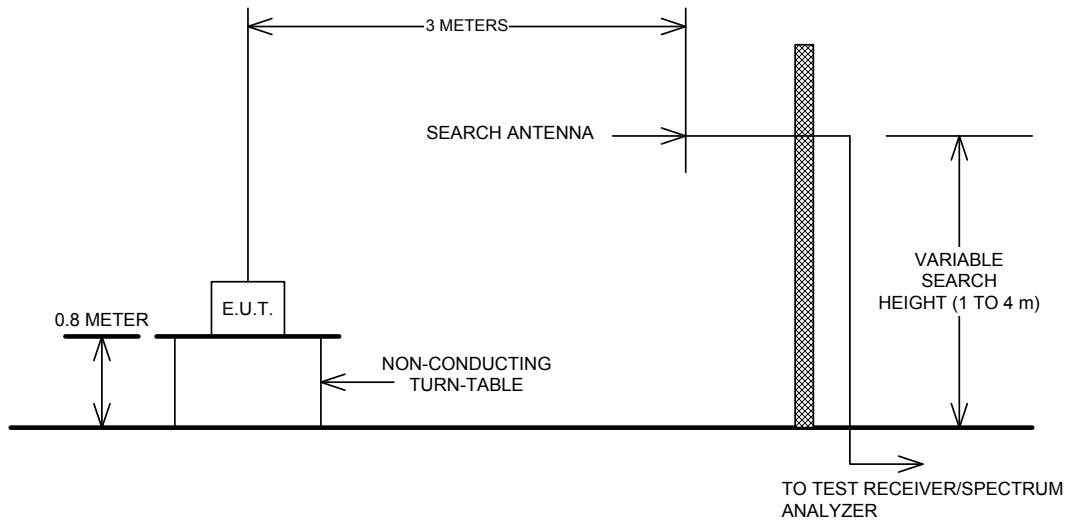 3 METERS
SEARCH ANTENNA
VARIABLE
SEARCH
HEIGHT (1 TO 4 m)
E.U.T.
0.8 METER
NON-CONDUCTING
TURN-TABLE
TO TEST RECEIVER/SPECTRUM
ANALYZER